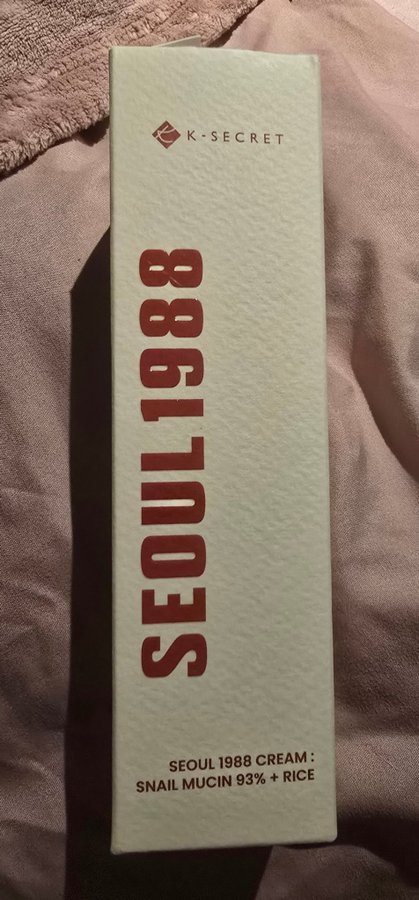 K-SECRET
SEOUL1988
SEOUL 1988 CREAM :
SNAIL MUCIN 93% + RICE